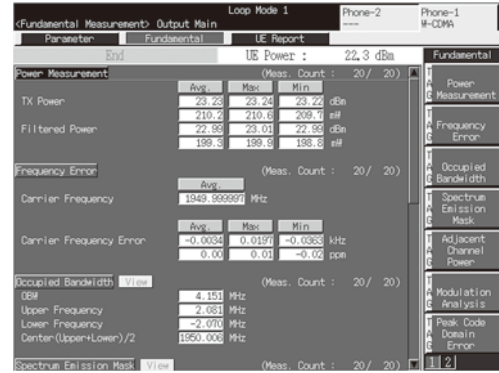 Loop Mode 1
Phone-2
Phone-1
<Fundamental Measurement> Output Main
---
W-CDMA
Parameter
Fundamental
UE Report
End
UE Power :
22.3 dBm
Fundamental
Power Measurement
(Meas. Count : 20/ 20)
Avg. Max Min
TX Power 23.23 23.24 23.22 dBm
210.2 210.6 209.7 mW
Filtered Power 22.99 23.01 22.99 dBm
199.3 199.9 198.8 mW
Frequency Error
(Meas. Count : 20/ 20)
Avg.
Carrier Frequency 1949.999997 MHz
Avg. Max Min
Carrier Frequency Error -0.0034 0.0197 -0.0363 kHz
0.00 0.01 -0.02 ppm
Occupied Bandwidth View
(Meas. Count : 20/ 20)
OBW 4.151 MHz
Upper Frequency 2.081 MHz
Lower Frequency -2.070 MHz
Center(Upper+Lower)/2 1950.006 MHz
Spectrum Emission Mask View
(Meas. Count : 20/ 20)
TAG
Power
Measurement
TAG
Frequency
Error
TAG
Occupied
Bandwidth
TAG
Spectrum
Emission
Mask
TAG
Adjacent
Channel
Power
TAG
Modulation
Analysis
TAG
Peak Code
Domain
Error
1 2